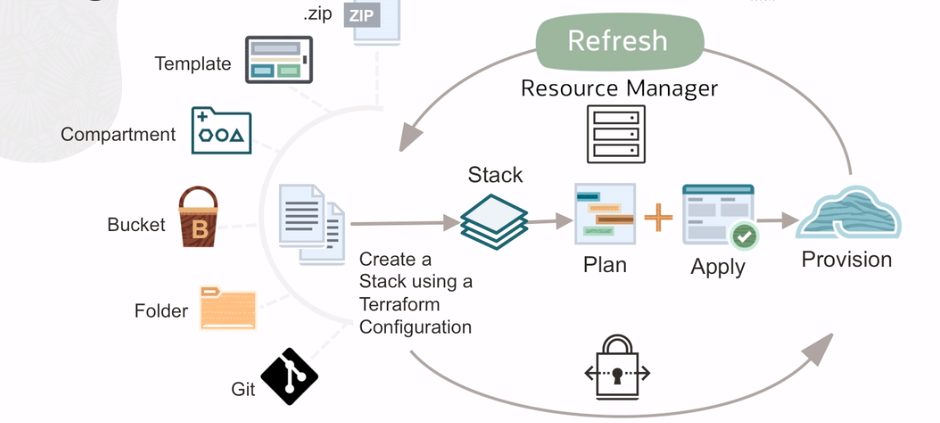 .zip
ZIP
Template
Compartment
Bucket
B
Folder
Git
Refresh
Resource Manager
Stack
Create a
Stack using a
Terraform
Configuration
Plan
Apply
Provision